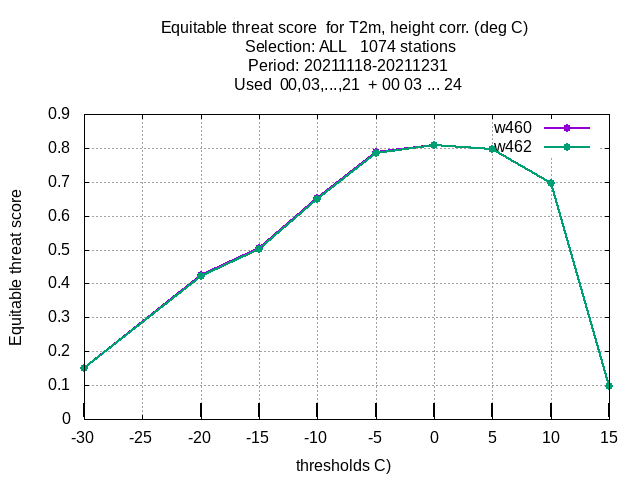 Equitable threat score  for T2m, height corr. (deg C)
Selection: ALL   1074 stations
Period: 20211118-20211231
Used  00,03,...,21  + 00 03 ... 24
w460
w462
Equitable threat score
0.9
0.8
0.7
0.6
0.5
0.4
0.3
0.2
0.1
0
-30 -25 -20 -15 -10 -5 0 5 10 15
thresholds C)